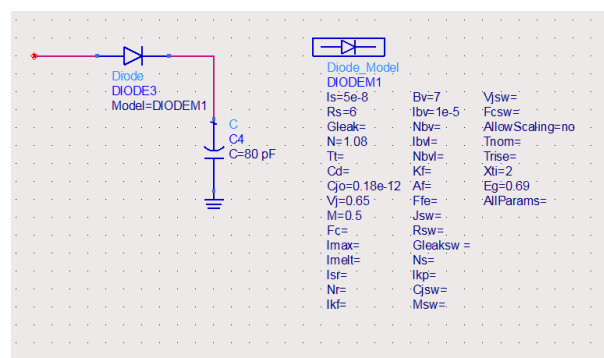 Diode
DIODE3
Model=DIODEM1
C
C4
C=80 pF
Diode_Model
DIODEM1
Is=5e-8
Rs=6
Gleak=
N=1.08
Tt=
Cd=
Cjo=0.18e-12
Vj=0.65
M=0.5
Fc=
Imax=
Imelt=
Isr=
Nr=
Ikf=
Bv=7
Ibv=1e-5
Nbv=
Ibvl=
Nbvl=
Kf=
Af=
Ffe=
Jsw=
Rsw=
Gleaksw =
Ns=
Ikp=
Cjsw=
Msw=
Vjsw=
Fcsw=
AllowScaling=no
Tnom=
Trise=
Xti=2
Eg=0.69
AllParams=